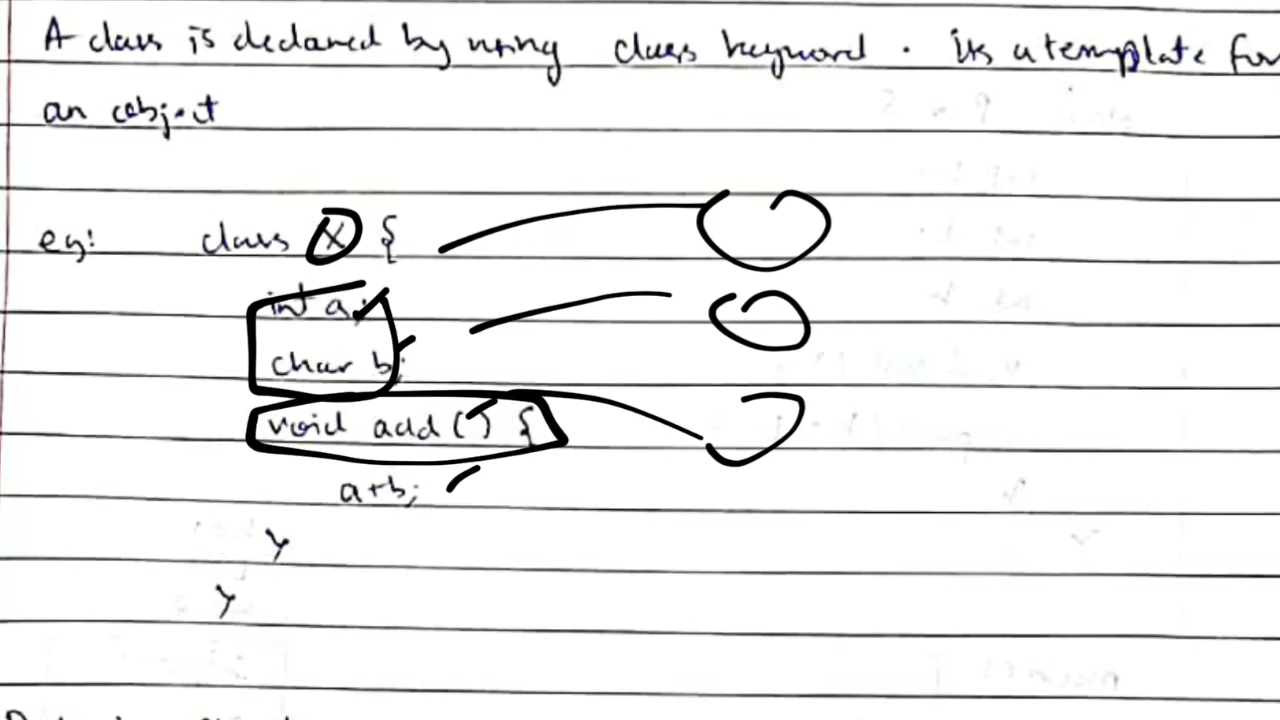 A class is declared by using class keyword. its a template for
an object
eg: class X {
int a;
char b;
void add () {
a+b;
}
}